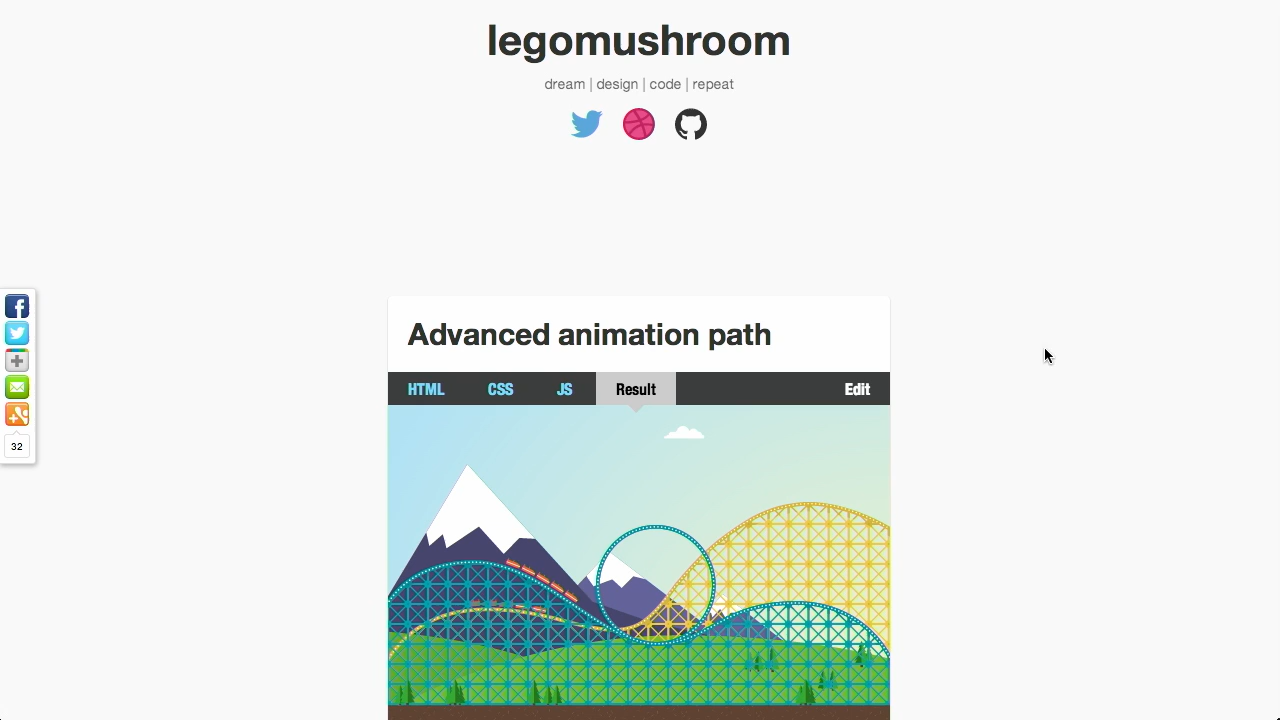 legomushroom
dream | design | code | repeat
Advanced animation path
HTML CSS JS Result Edit
32